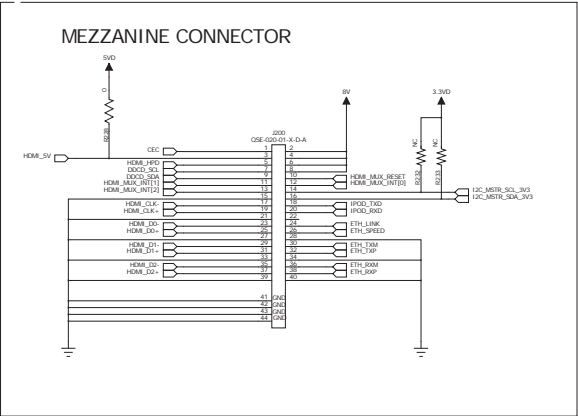 MEZZANINE CONNECTOR
5VD
0
R238
HDMI_5V
8V
3.3VD
NC
R232
NC
R233
J200
QSE-020-01-X-D-A
CEC
HDMI_HPD
DDCD_SCL
DDCD_SDA
HDMI_MUX_INT[1]
HDMI_MUX_INT[2]
HDMI_CLK-
HDMI_CLK+
HDMI_D0-
HDMI_D0+
HDMI_D1-
HDMI_D1+
HDMI_D2-
HDMI_D2+
1 2
3 4
5 6
7 8
9 10
11 12
13 14
15 16
17 18
19 20
21 22
23 24
25 26
27 28
29 30
31 32
33 34
35 36
37 38
39 40
41 GND
42 GND
43 GND
44 GND
HDMI_MUX_RESET
HDMI_MUX_INT[0]
I2C_MSTR_SCL_3V3
I2C_MSTR_SDA_3V3
IPOD_TXD
IPOD_RXD
ETH_LINK
ETH_SPEED
ETH_TXM
ETH_TXP
ETH_RXM
ETH_RXP